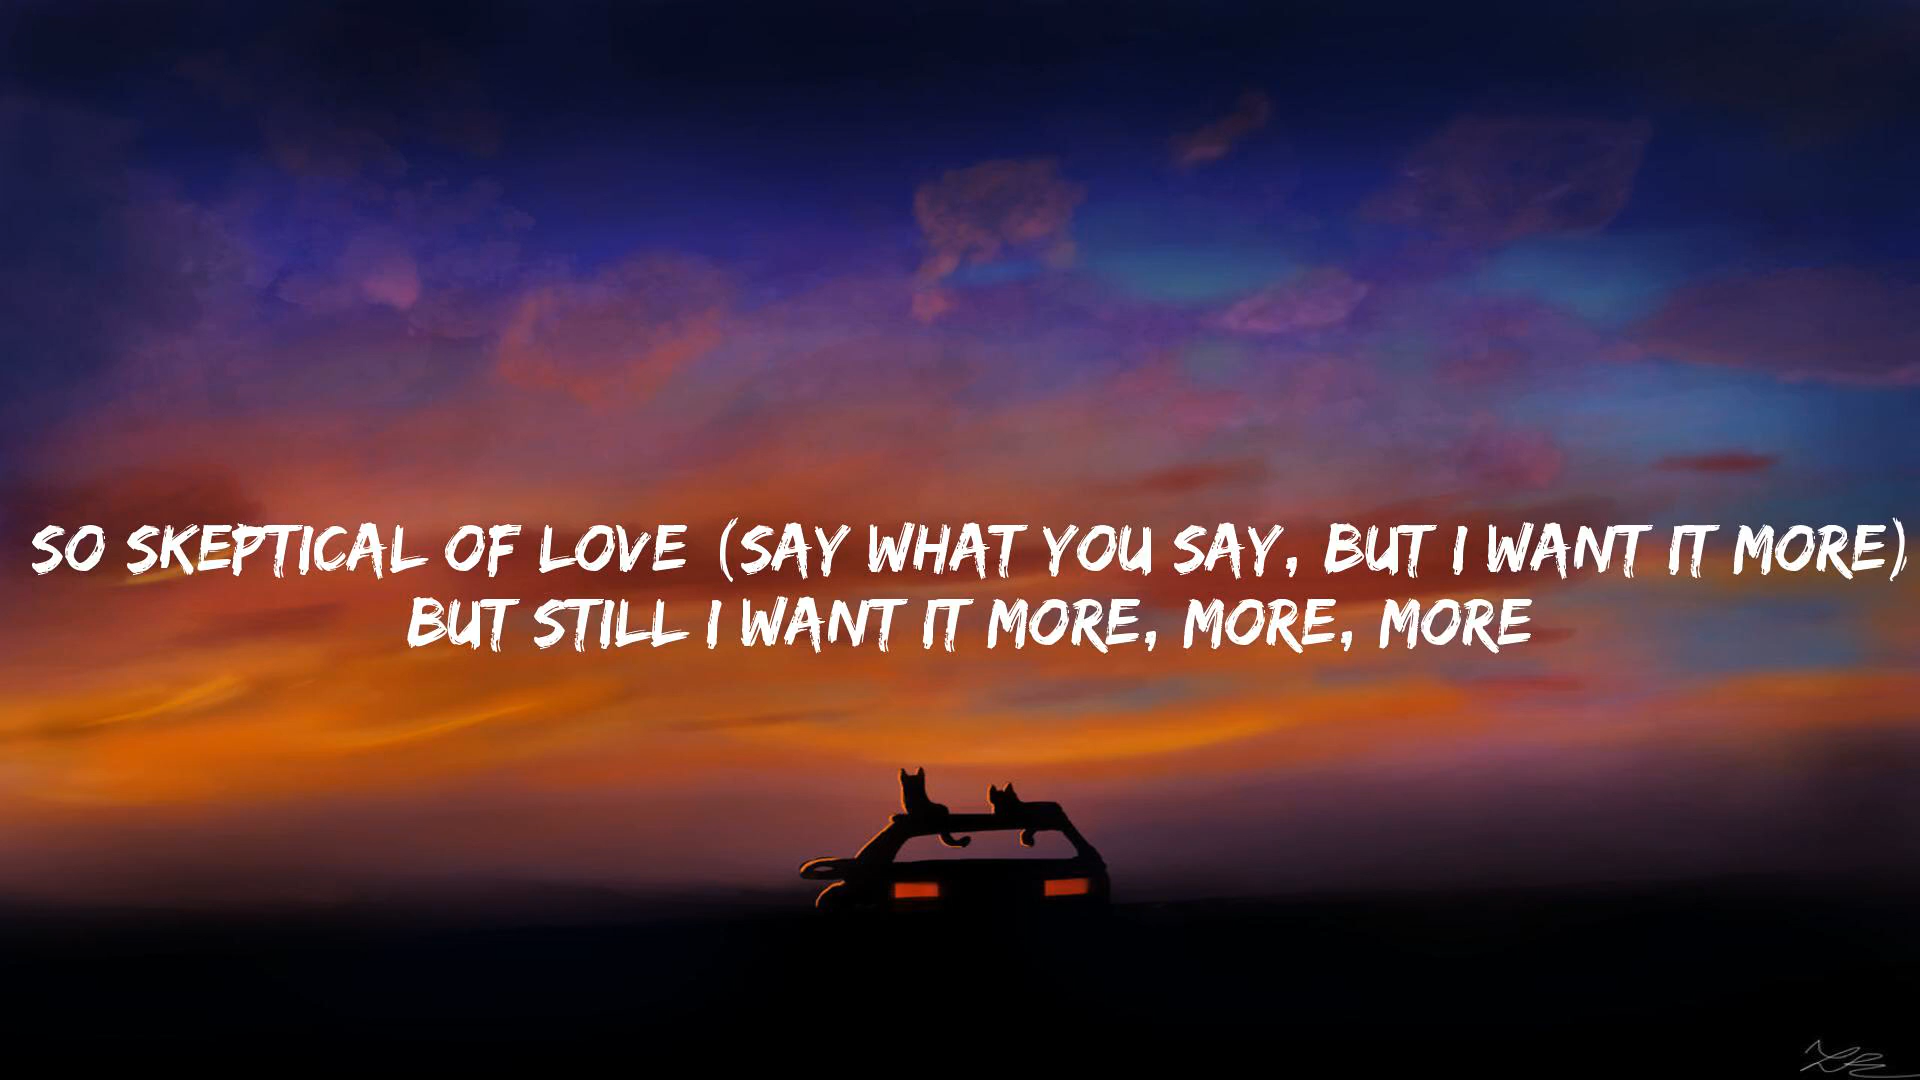 SO SKEPTICAL OF LOVE (SAY WHAT YOU SAY, BUT I WANT IT MORE)
BUT STILL I WANT IT MORE, MORE, MORE